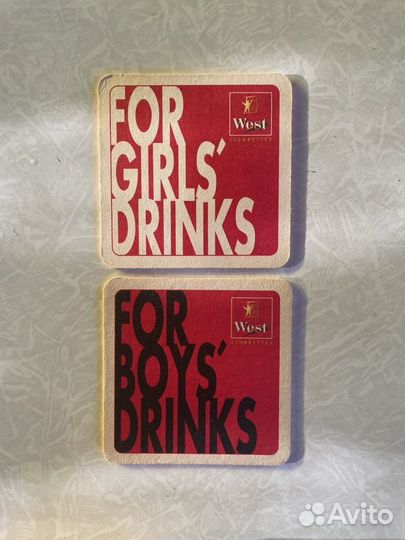 FOR
GIRLS'
DRINKS
West
CIGARETTES
FOR
BOYS'
DRINKS
West
CIGARETTES
Avito